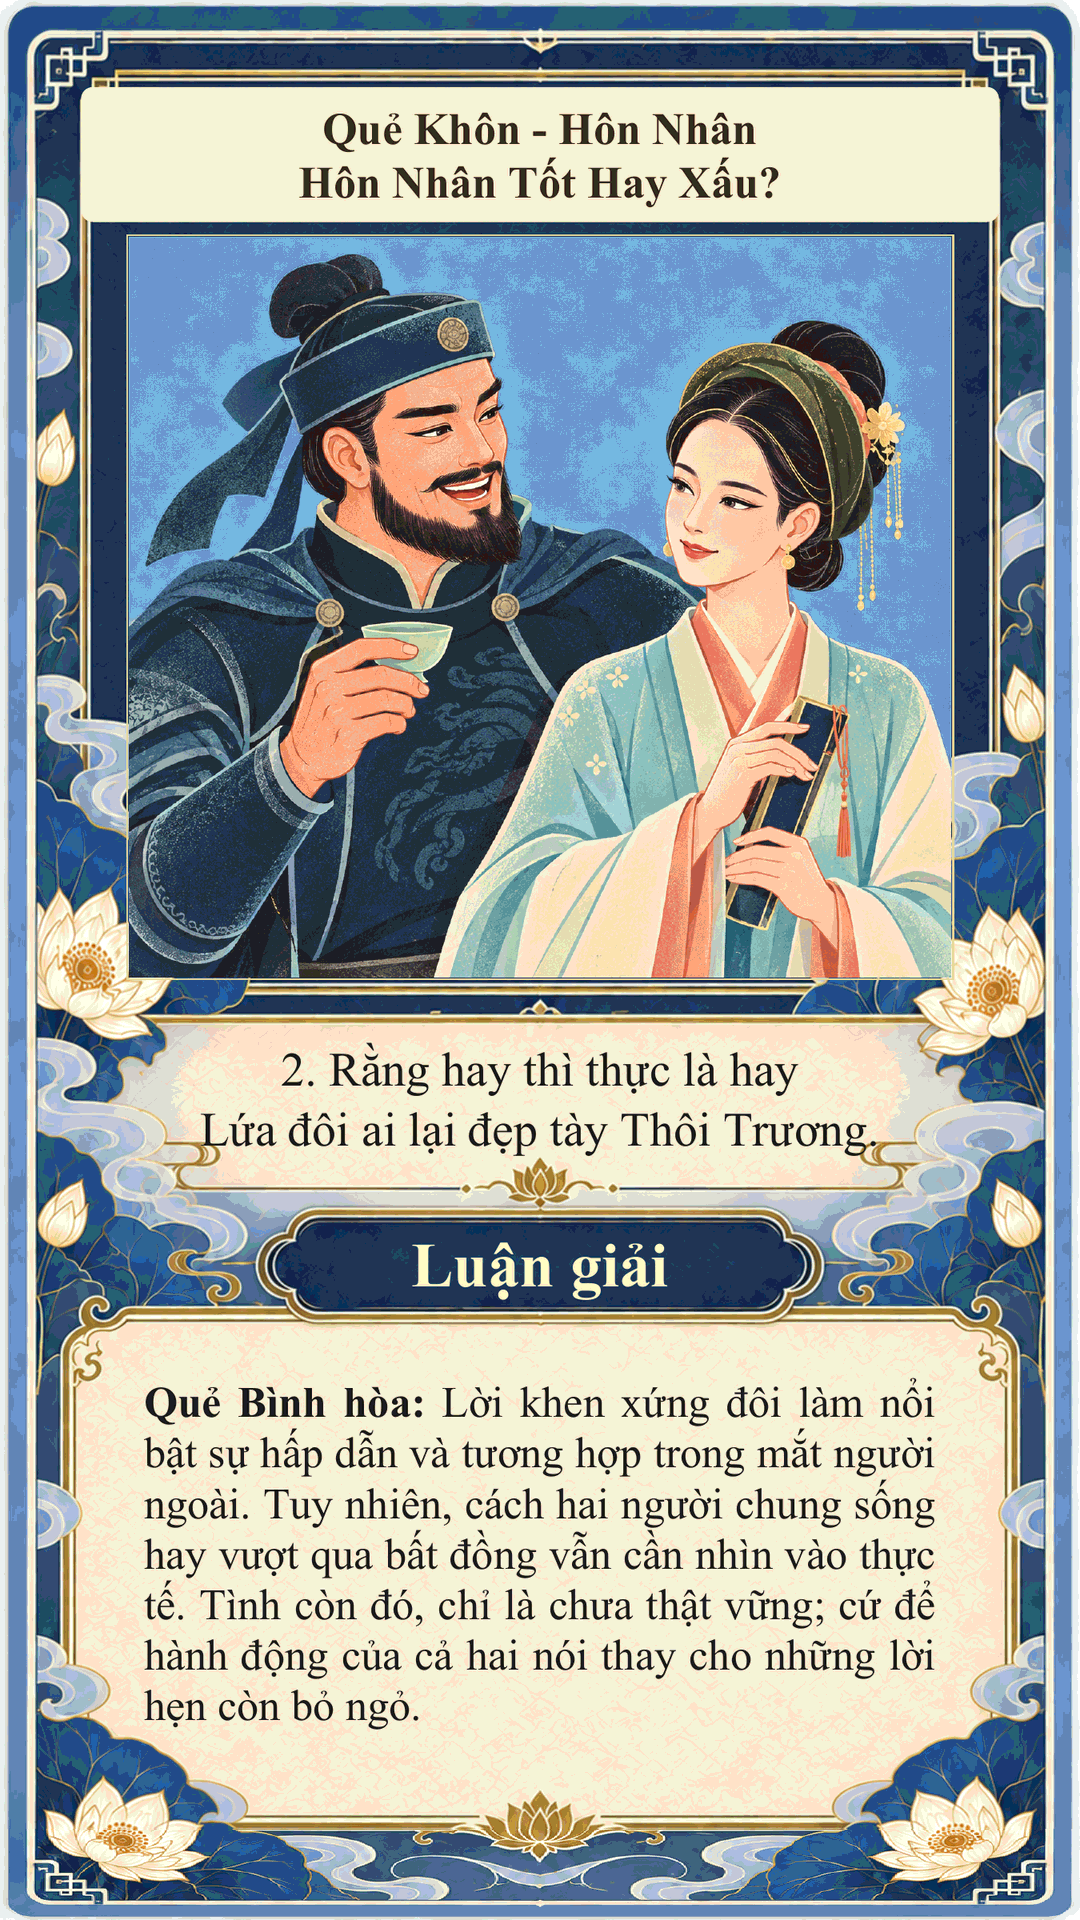 Quẻ Khôn - Hôn Nhân
Hôn Nhân Tốt Hay Xấu?
2. Rằng hay thì thực là hay
Lứa đôi ai lại đẹp tày Thôi Trương.
Luận giải
Quẻ Bình hòa: Lời khen xứng đôi làm nổi
bật sự hấp dẫn và tương hợp trong mắt người
ngoài. Tuy nhiên, cách hai người chung sống
hay vượt qua bất đồng vẫn cần nhìn vào thực
tế. Tình còn đó, chỉ là chưa thật vững; cứ để
hành động của cả hai nói thay cho những lời
hẹn còn bỏ ngỏ.